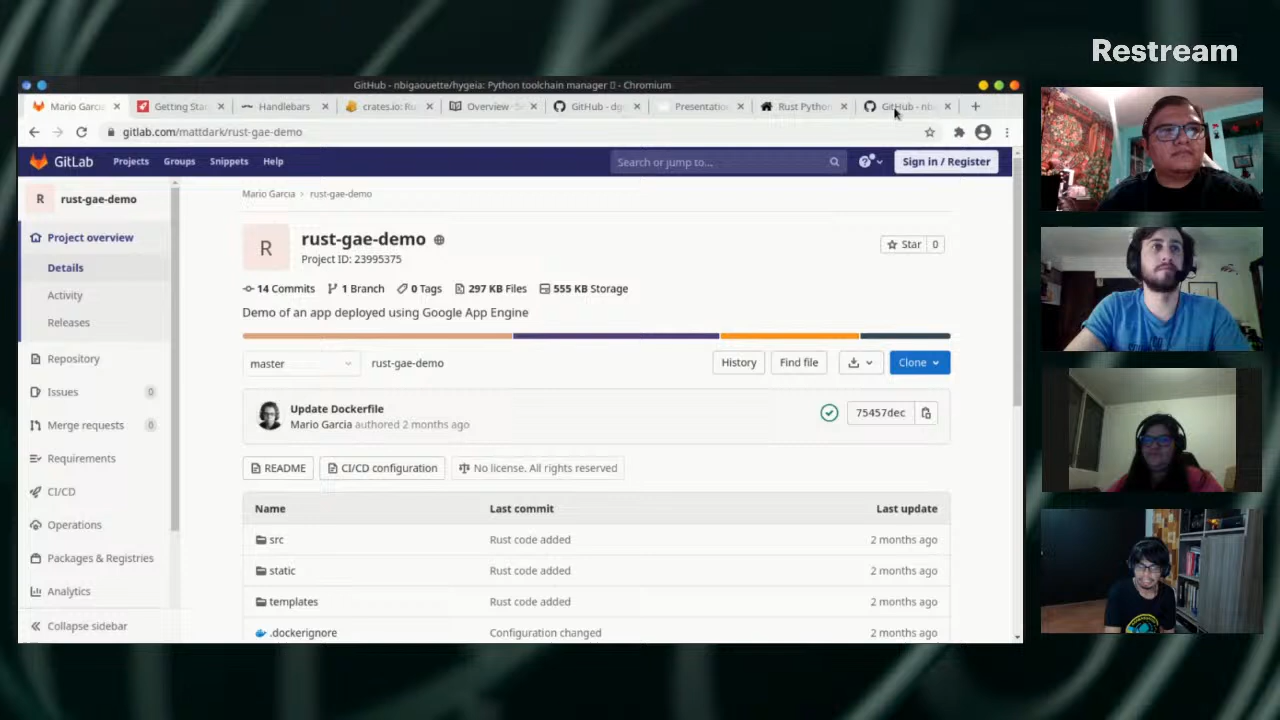 Restream
GitHub - nbigaouette/hygeia: Python toolchain manager - Chromium
Mario Garci
Getting Star
Handlebars
crates.io: Ru
Overview
GitHub - dg
Presentatio
Rust Python
GitHub - nb
gitlab.com/mattdark/rust-gae-demo
GitLab Projects Groups Snippets Help
Search or jump to...
Sign in / Register
R rust-gae-demo
Project overview
Details
Activity
Releases
Repository
Issues 0
Merge requests 0
Requirements
CI/CD
Operations
Packages & Registries
Analytics
Collapse sidebar
Mario Garcia > rust-gae-demo
R
rust-gae-demo
Project ID: 23995375
Star 0
14 Commits 1 Branch 0 Tags 297 KB Files 555 KB Storage
Demo of an app deployed using Google App Engine
master rust-gae-demo History Find file Clone
Update Dockerfile
Mario Garcia authored 2 months ago
75457dec
README CI/CD configuration No license. All rights reserved
Name Last commit Last update
src Rust code added 2 months ago
static Rust code added 2 months ago
templates Rust code added 2 months ago
.dockerignore Configuration changed 2 months ago